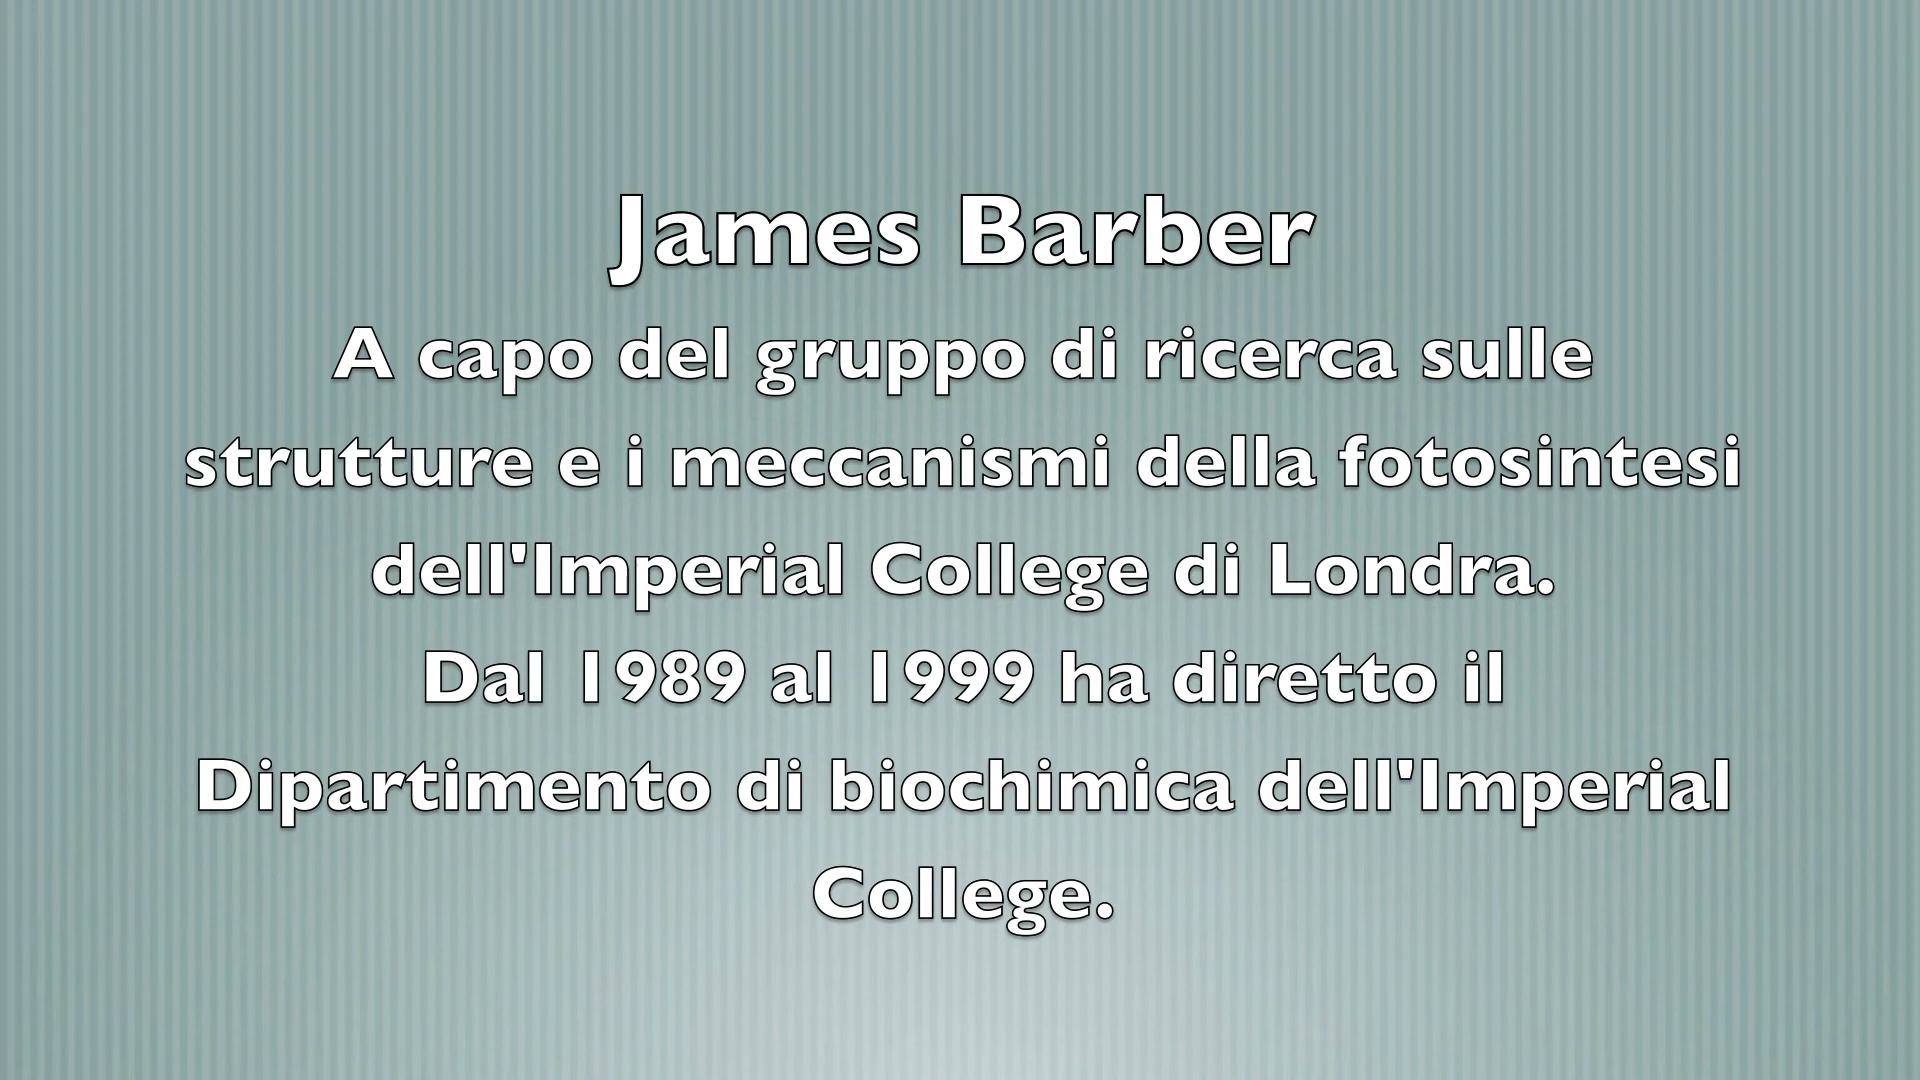 James Barber
A capo del gruppo di ricerca sulle
strutture e i meccanismi della fotosintesi
dell'Imperial College di Londra.
Dal 1989 al 1999 ha diretto il
Dipartimento di biochimica dell'Imperial
College.